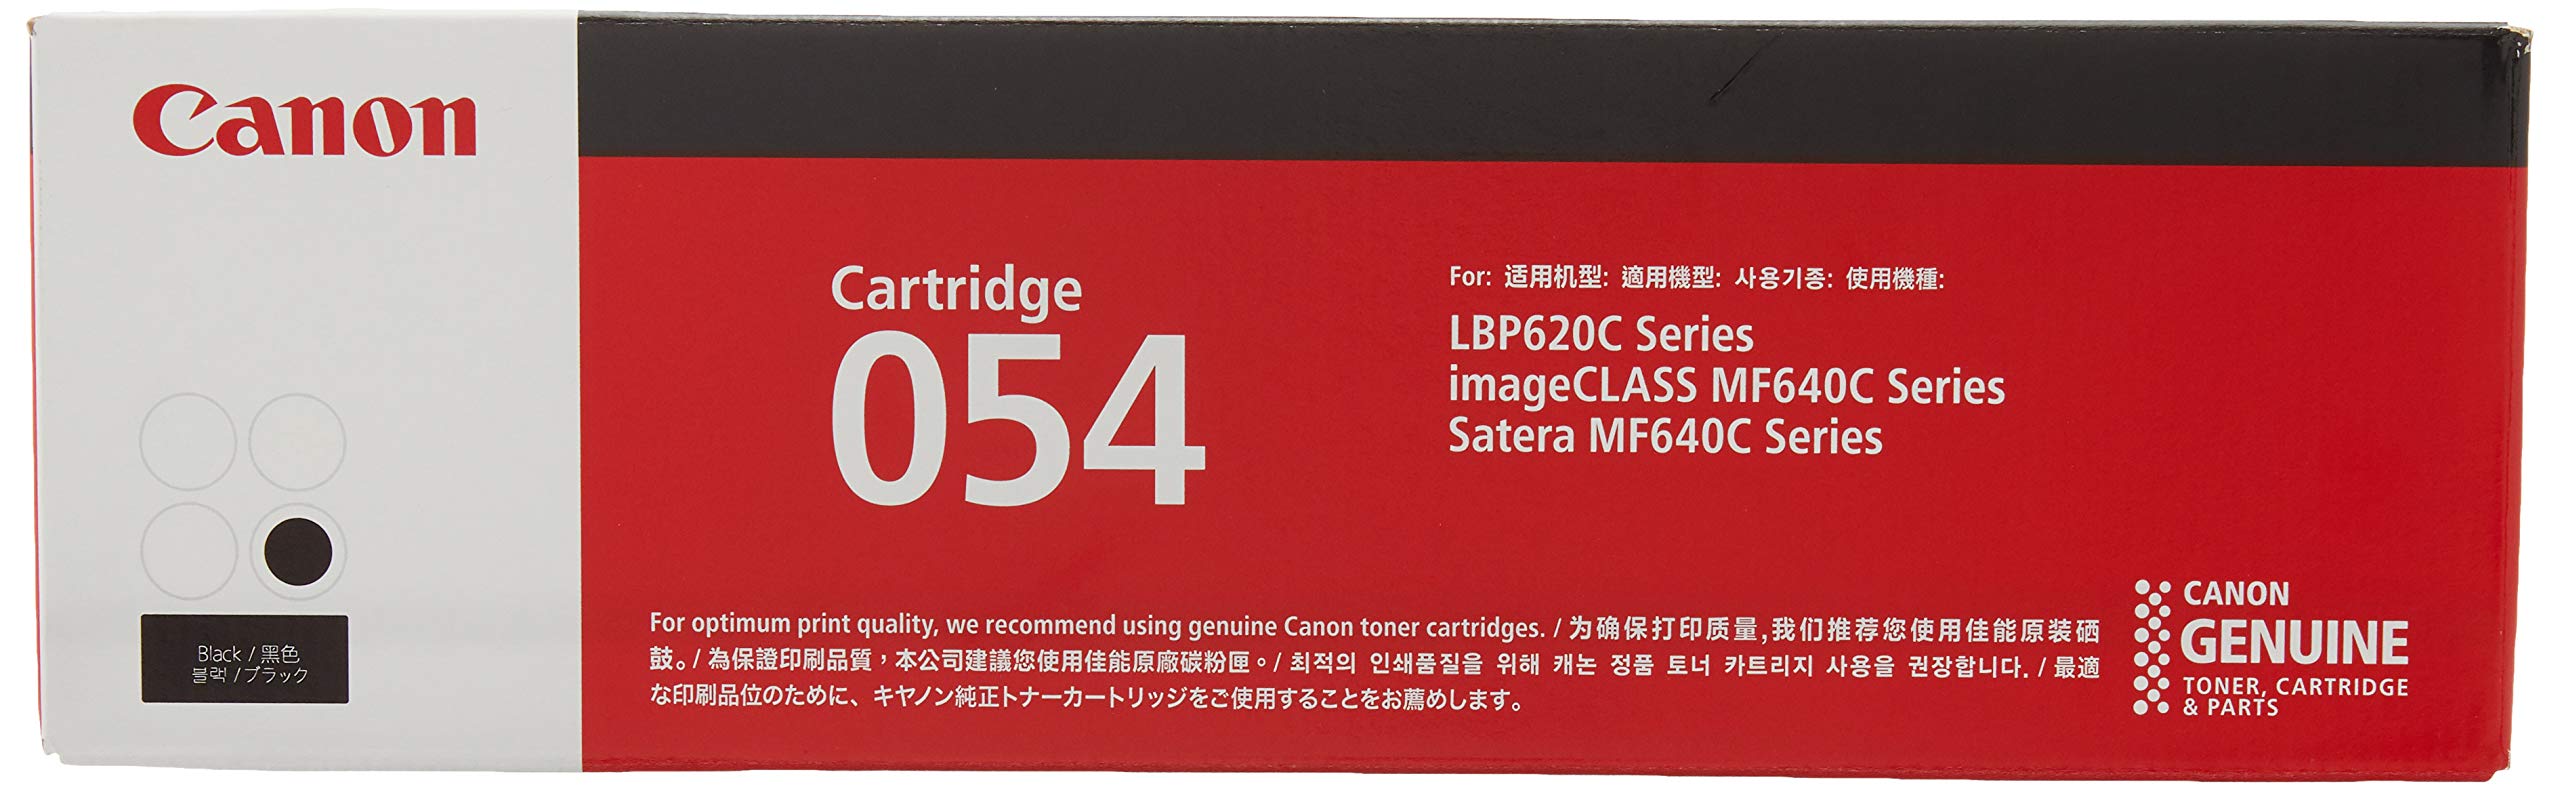 Canon
Cartridge
054
For: 适用机型: 適用機型: 사용기종: 使用機種:
LBP620C Series
imageCLASS MF640C Series
Satera MF640C Series
Black / 黑色
블랙 / ブラック
For optimum print quality, we recommend using genuine Canon toner cartridges. / 为确保打印质量,我们推荐您使用佳能原装硒
鼓。/ 為保證印刷品質，本公司建議您使用佳能原廠碳粉匣。/ 최적의 인쇄품질을 위해 캐논 정품 토너 카트리지 사용을 권장합니다. / 最適
な印刷品位のために、キヤノン純正トナーカートリッジをご使用することをお薦めします。
CANON
GENUINE
TONER, CARTRIDGE
& PARTS